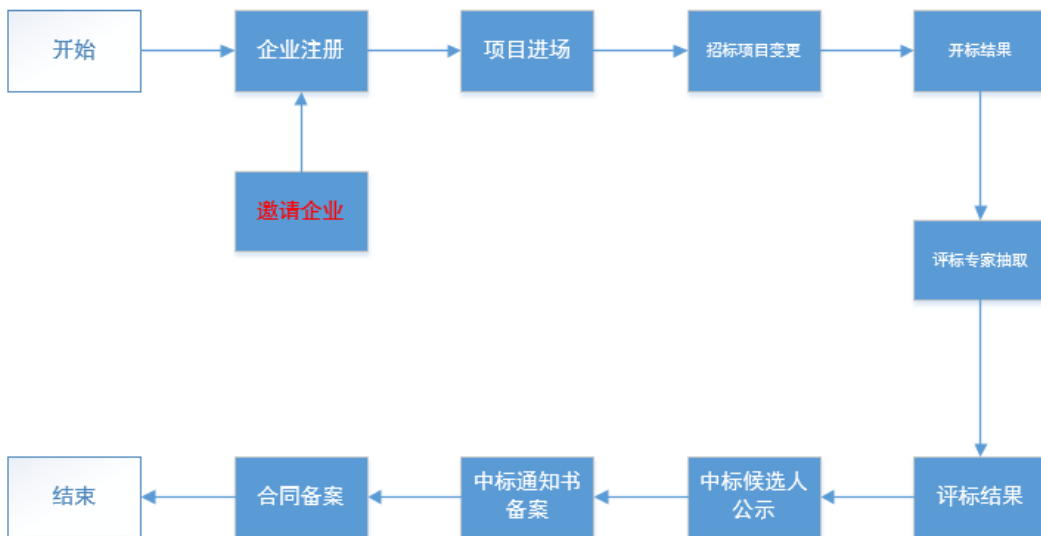 开始
企业注册
项目进场
招标项目变更
开标结果
邀请企业
评标专家抽取
结束
合同备案
中标通知书
备案
中标候选人
公示
评标结果